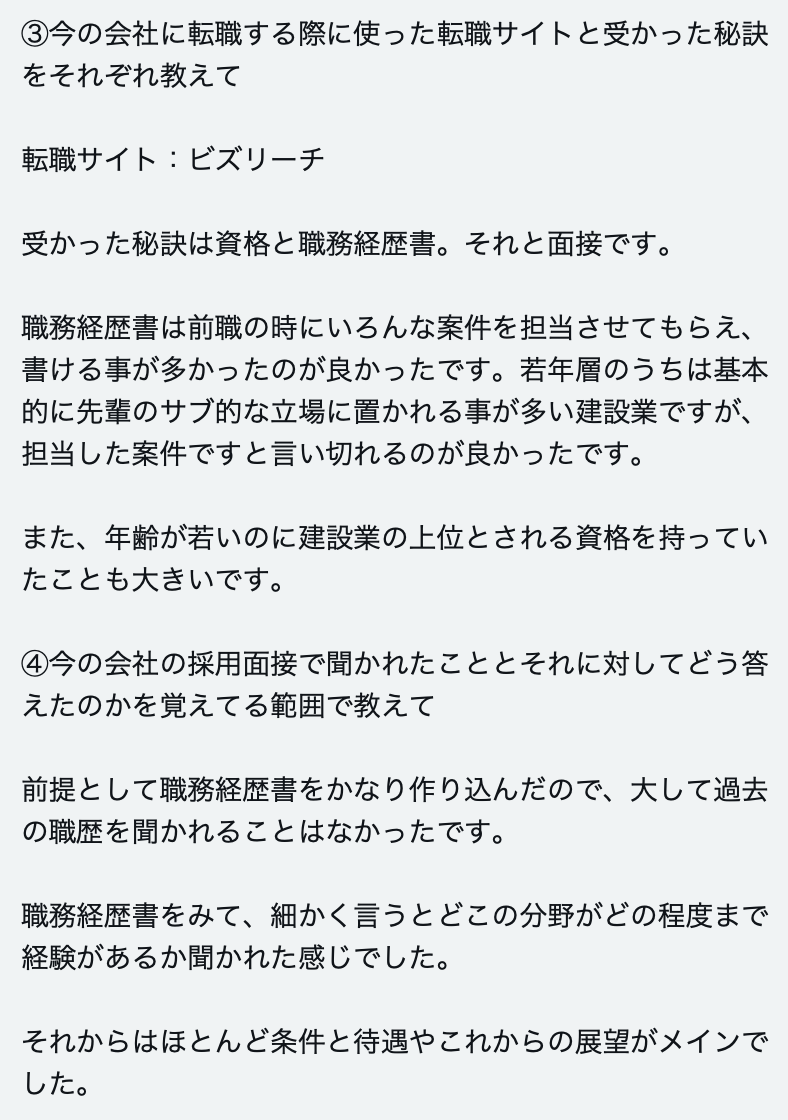 ③今の会社に転職する際に使った転職サイトと受かった秘訣
をそれぞれ教えて
転職サイト：ビズリーチ
受かった秘訣は資格と職務経歴書。それと面接です。
職務経歴書は前職の時にいろんな案件を担当させてもらえ、
書ける事が多かったのが良かったです。若年層のうちは基本
的に先輩のサブ的な立場に置かれる事が多い建設業ですが、
担当した案件ですと言い切れるのが良かったです。
また、年齢が若いのに建設業の上位とされる資格を持ってい
たことも大きいです。
④今の会社の採用面接で聞かれたこととそれに対してどう答
えたのかを覚えてる範囲で教えて
前提として職務経歴書をかなり作り込んだので、大して過去
の職歴を聞かれることはなかったです。
職務経歴書をみて、細かく言うとどこの分野がどの程度まで
経験があるか聞かれた感じでした。
それからはほとんど条件と待遇やこれからの展望がメインで
した。